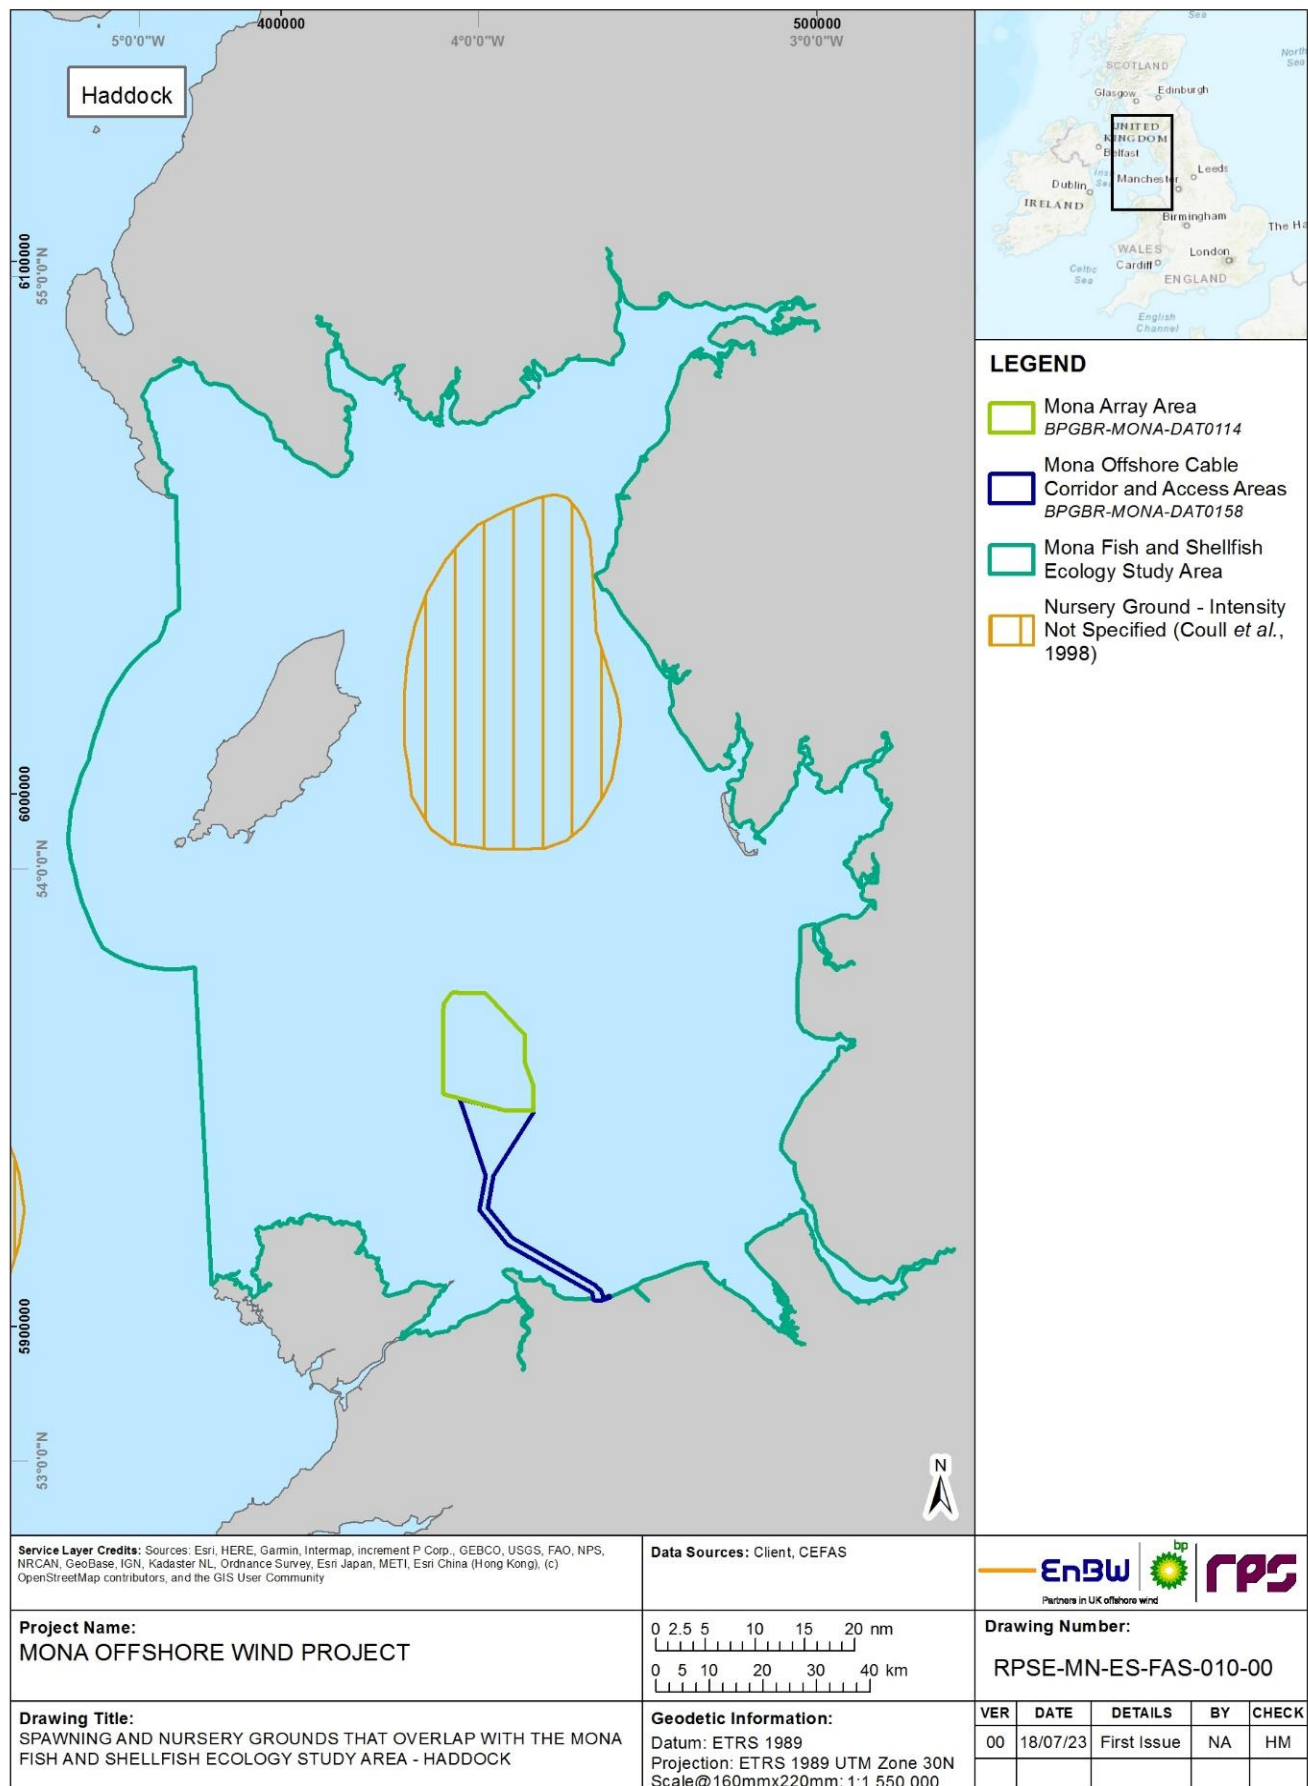 400000
500000
5°0'0"W
4°0'0"W
3°0'0"W
Haddock
6100000
55°0'0"N
6000000
54°0'0"N
5900000
53°0'0"N
N
Sea
North
Sea
SCOTLAND
Glasgow
Edinburgh
UNITED
KINGDOM
Belfast
Leeds
Dublin
Manchester
IRELAND
Birmingham
The Ha
WALES
London
Cardiff
Celtic
Sea
ENGLAND
English
Channel
LEGEND
Mona Array Area
BPGBR-MONA-DAT0114
Mona Offshore Cable
Corridor and Access Areas
BPGBR-MONA-DAT0158
Mona Fish and Shellfish
Ecology Study Area
Nursery Ground - Intensity
Not Specified (Coull et al.,
1998)
Service Layer Credits: Sources: Esri, HERE, Garmin, Intermap, increment P Corp., GEBCO, USGS, FAO, NPS,
NRCAN, GeoBase, IGN, Kadaster NL, Ordnance Survey, Esri Japan, METI, Esri China (Hong Kong), (c)
OpenStreetMap contributors, and the GIS User Community
Data Sources: Client, CEFAS
EnBW
bp
rps
Partners in UK offshore wind
Project Name:
MONA OFFSHORE WIND PROJECT
0 2.5 5 10 15 20 nm
0 5 10 20 30 40 km
Drawing Number:
RPSE-MN-ES-FAS-010-00
Drawing Title:
SPAWNING AND NURSERY GROUNDS THAT OVERLAP WITH THE MONA
FISH AND SHELLFISH ECOLOGY STUDY AREA - HADDOCK
Geodetic Information:
Datum: ETRS 1989
Projection: ETRS 1989 UTM Zone 30N
Scale@160mmx220mm: 1:1,550,000
VER DATE DETAILS BY CHECK
00 18/07/23 First Issue NA HM